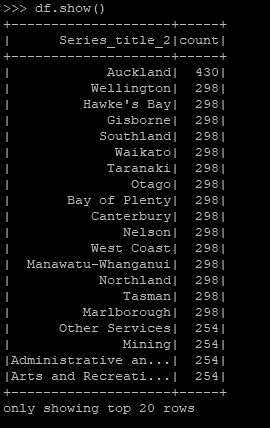 >>> df.show()
+--------------------+-----+
|      Series_title_2|count|
+--------------------+-----+
|            Auckland|  430|
|          Wellington|  298|
|         Hawke's Bay|  298|
|            Gisborne|  298|
|           Southland|  298|
|             Waikato|  298|
|            Taranaki|  298|
|               Otago|  298|
|       Bay of Plenty|  298|
|          Canterbury|  298|
|              Nelson|  298|
|          West Coast|  298|
|  Manawatu-Whanganui|  298|
|           Northland|  298|
|              Tasman|  298|
|         Marlborough|  298|
|      Other Services|  254|
|              Mining|  254|
|Administrative an...|  254|
|Arts and Recreati...|  254|
+--------------------+-----+
only showing top 20 rows